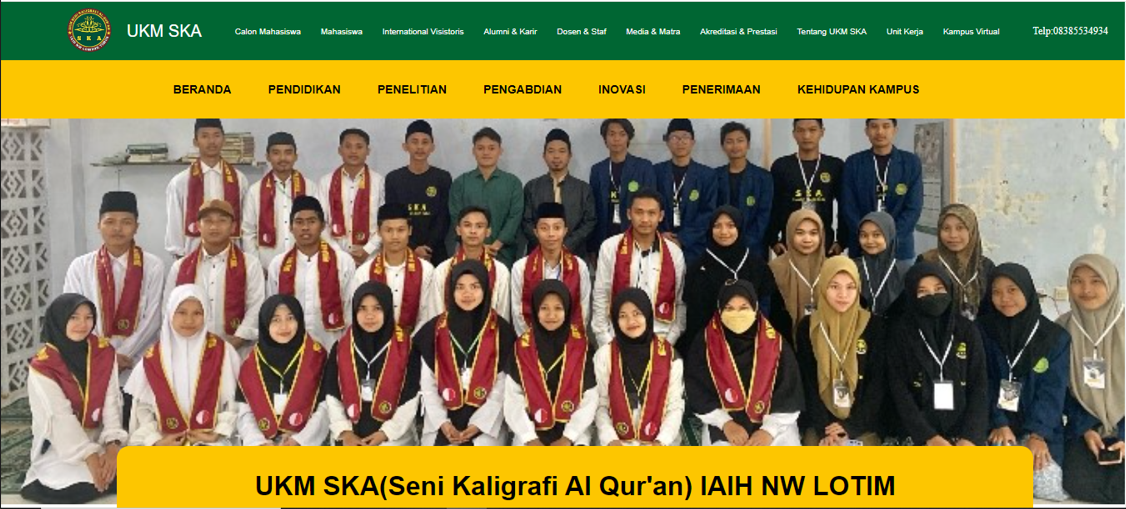 SKA
UKM SKA
Calon Mahasiswa
Mahasiswa
International Visistoris
Alumni & Karir
Dosen & Staf
Media & Matra
Akreditasi & Prestasi
Tentang UKM SKA
Unit Kerja
Kampus Virtual
Telp:08385534934
BERANDA
PENDIDIKAN
PENELITIAN
PENGABDIAN
INOVASI
PENERIMAAN
KEHIDUPAN KAMPUS
SKA
UKM SKA(Seni Kaligrafi Al Qur'an) IAIH NW LOTIM